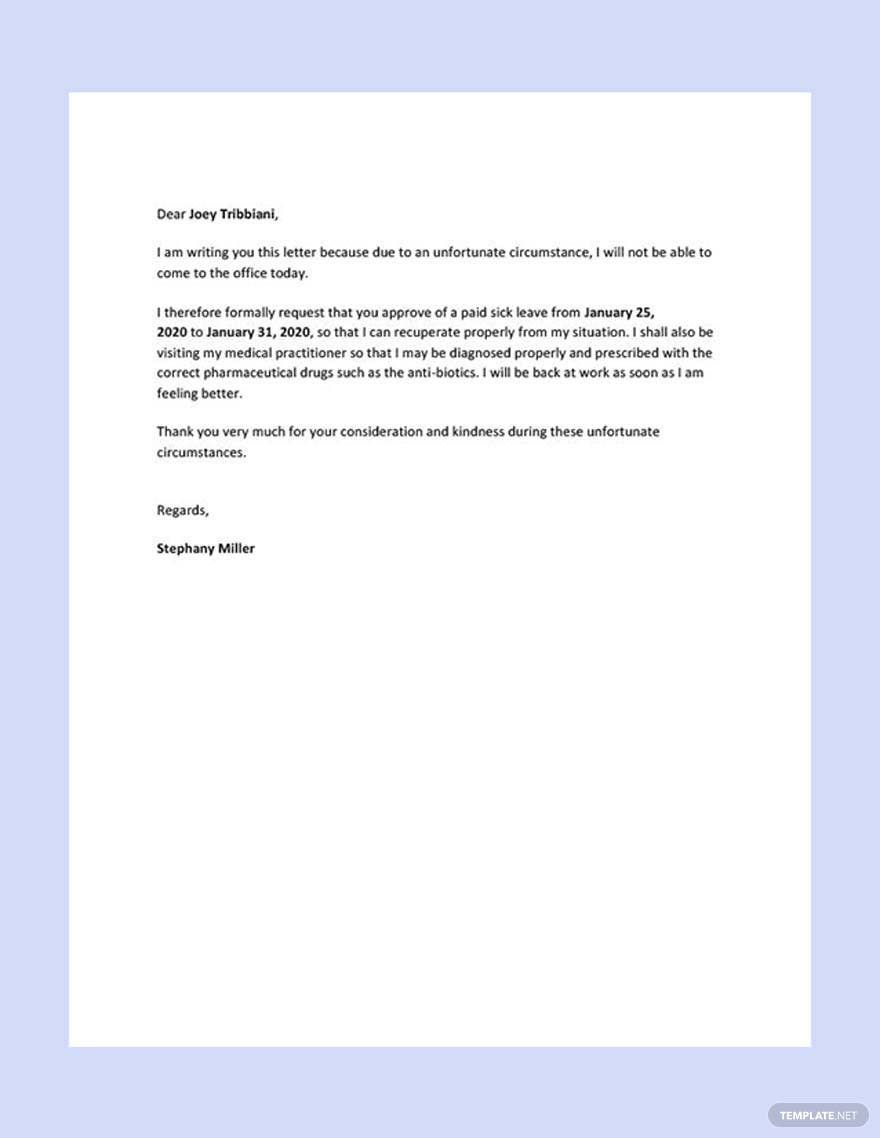 Dear Joey Tribbiani,
I am writing you this letter because due to an unfortunate circumstance, I will not be able to
come to the office today.
I therefore formally request that you approve of a paid sick leave from January 25,
2020 to January 31, 2020, so that I can recuperate properly from my situation. I shall also be
visiting my medical practitioner so that I may be diagnosed properly and prescribed with the
correct pharmaceutical drugs such as the anti-biotics. I will be back at work as soon as I am
feeling better.
Thank you very much for your consideration and kindness during these unfortunate
circumstances.
Regards,
Stephany Miller
TEMPLATE.NET